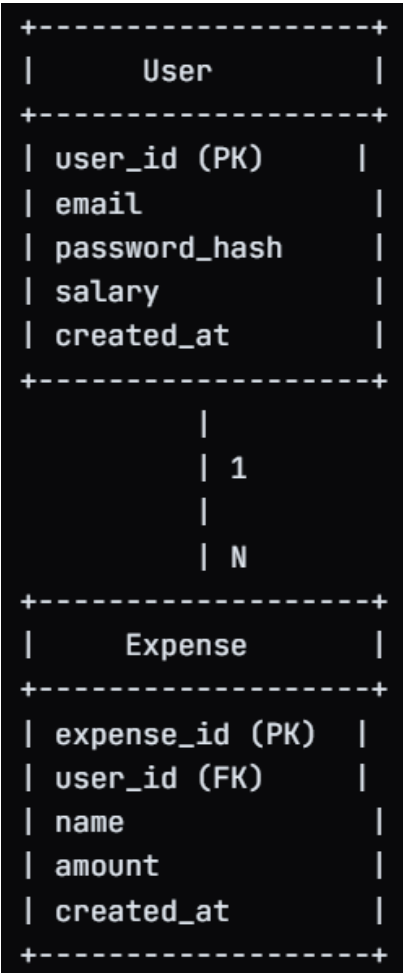 +-------------------+
|      User         |
+-------------------+
| user_id (PK)     |
| email             |
| password_hash     |
| salary            |
| created_at        |
+-------------------+
          |
          | 1
          |
          | N
+-------------------+
|     Expense       |
+-------------------+
| expense_id (PK)  |
| user_id (FK)     |
| name              |
| amount            |
| created_at        |
+-------------------+